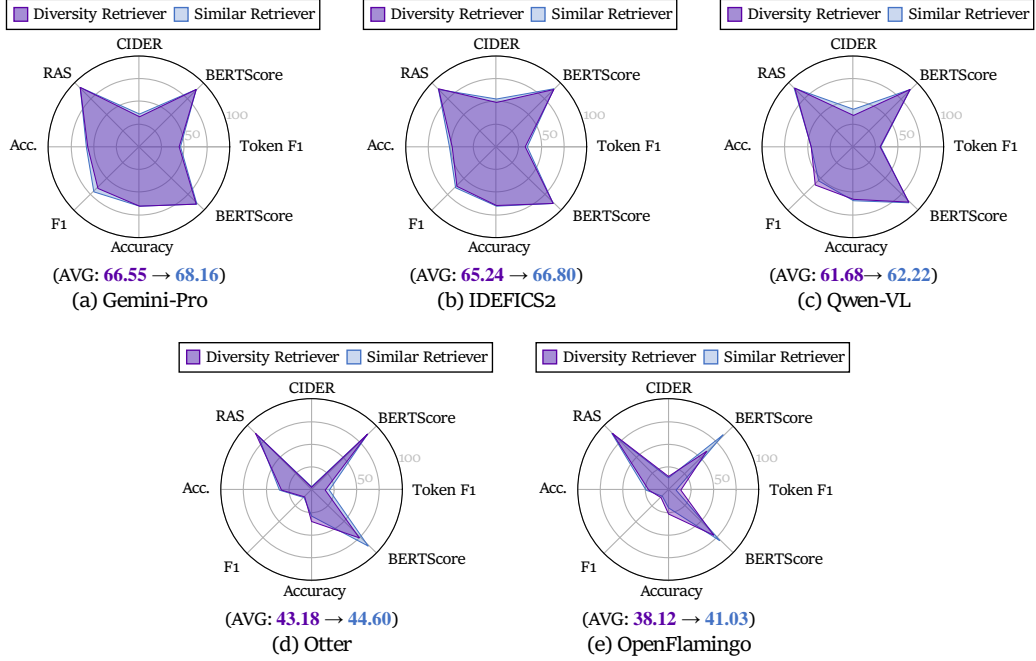 Diversity Retriever Similar Retriever
CIDER
RAS
BERTScore
100
50
Acc.
Token F1
F1
BERTScore
Accuracy
(AVG: 66.55 → 68.16)
(a) Gemini-Pro
Diversity Retriever Similar Retriever
CIDER
RAS
BERTScore
100
50
Acc.
Token F1
F1
BERTScore
Accuracy
(AVG: 65.24 → 66.80)
(b) IDEFICS2
Diversity Retriever Similar Retriever
CIDER
RAS
BERTScore
100
50
Acc.
Token F1
F1
BERTScore
Accuracy
(AVG: 61.68→ 62.22)
(c) Qwen-VL
Diversity Retriever Similar Retriever
CIDER
RAS
BERTScore
100
50
Acc.
Token F1
F1
BERTScore
Accuracy
(AVG: 43.18 → 44.60)
(d) Otter
Diversity Retriever Similar Retriever
CIDER
RAS
BERTScore
100
50
Acc.
Token F1
F1
BERTScore
Accuracy
(AVG: 38.12 → 41.03)
(e) OpenFlamingo